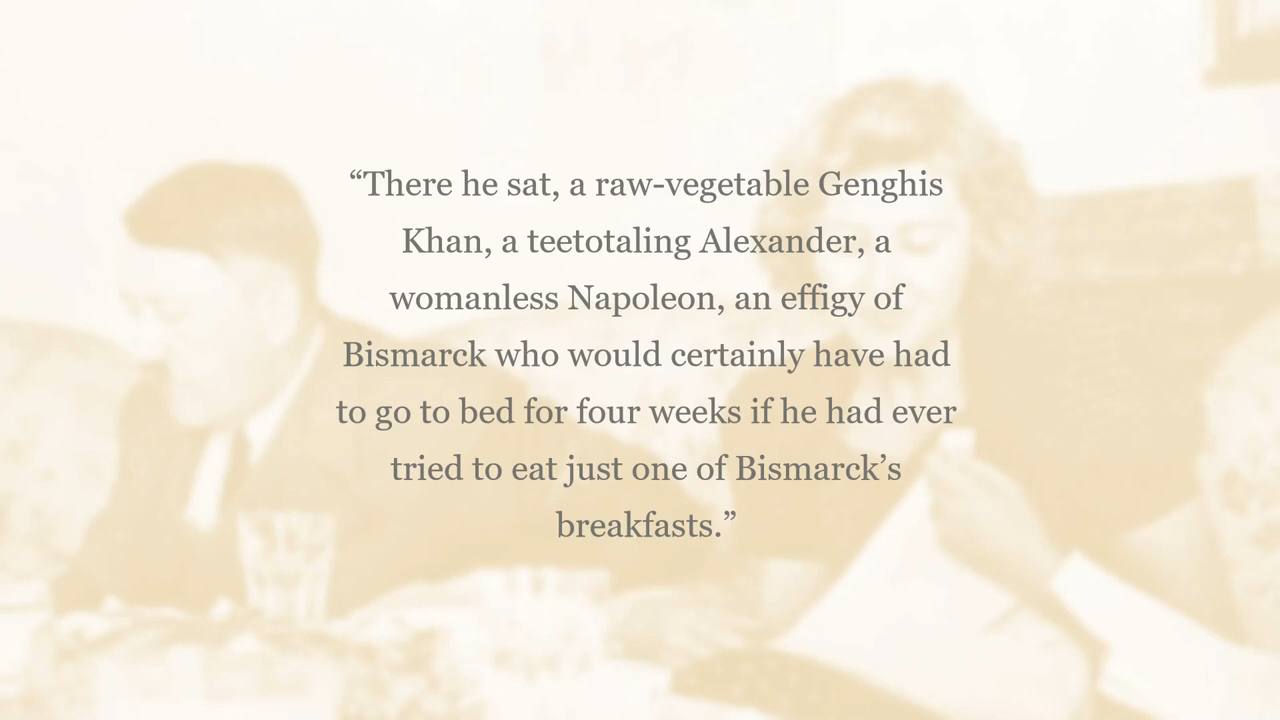 “There he sat, a raw-vegetable Genghis
Khan, a teetotaling Alexander, a
womanless Napoleon, an effigy of
Bismarck who would certainly have had
to go to bed for four weeks if he had ever
tried to eat just one of Bismarck’s
breakfasts.”